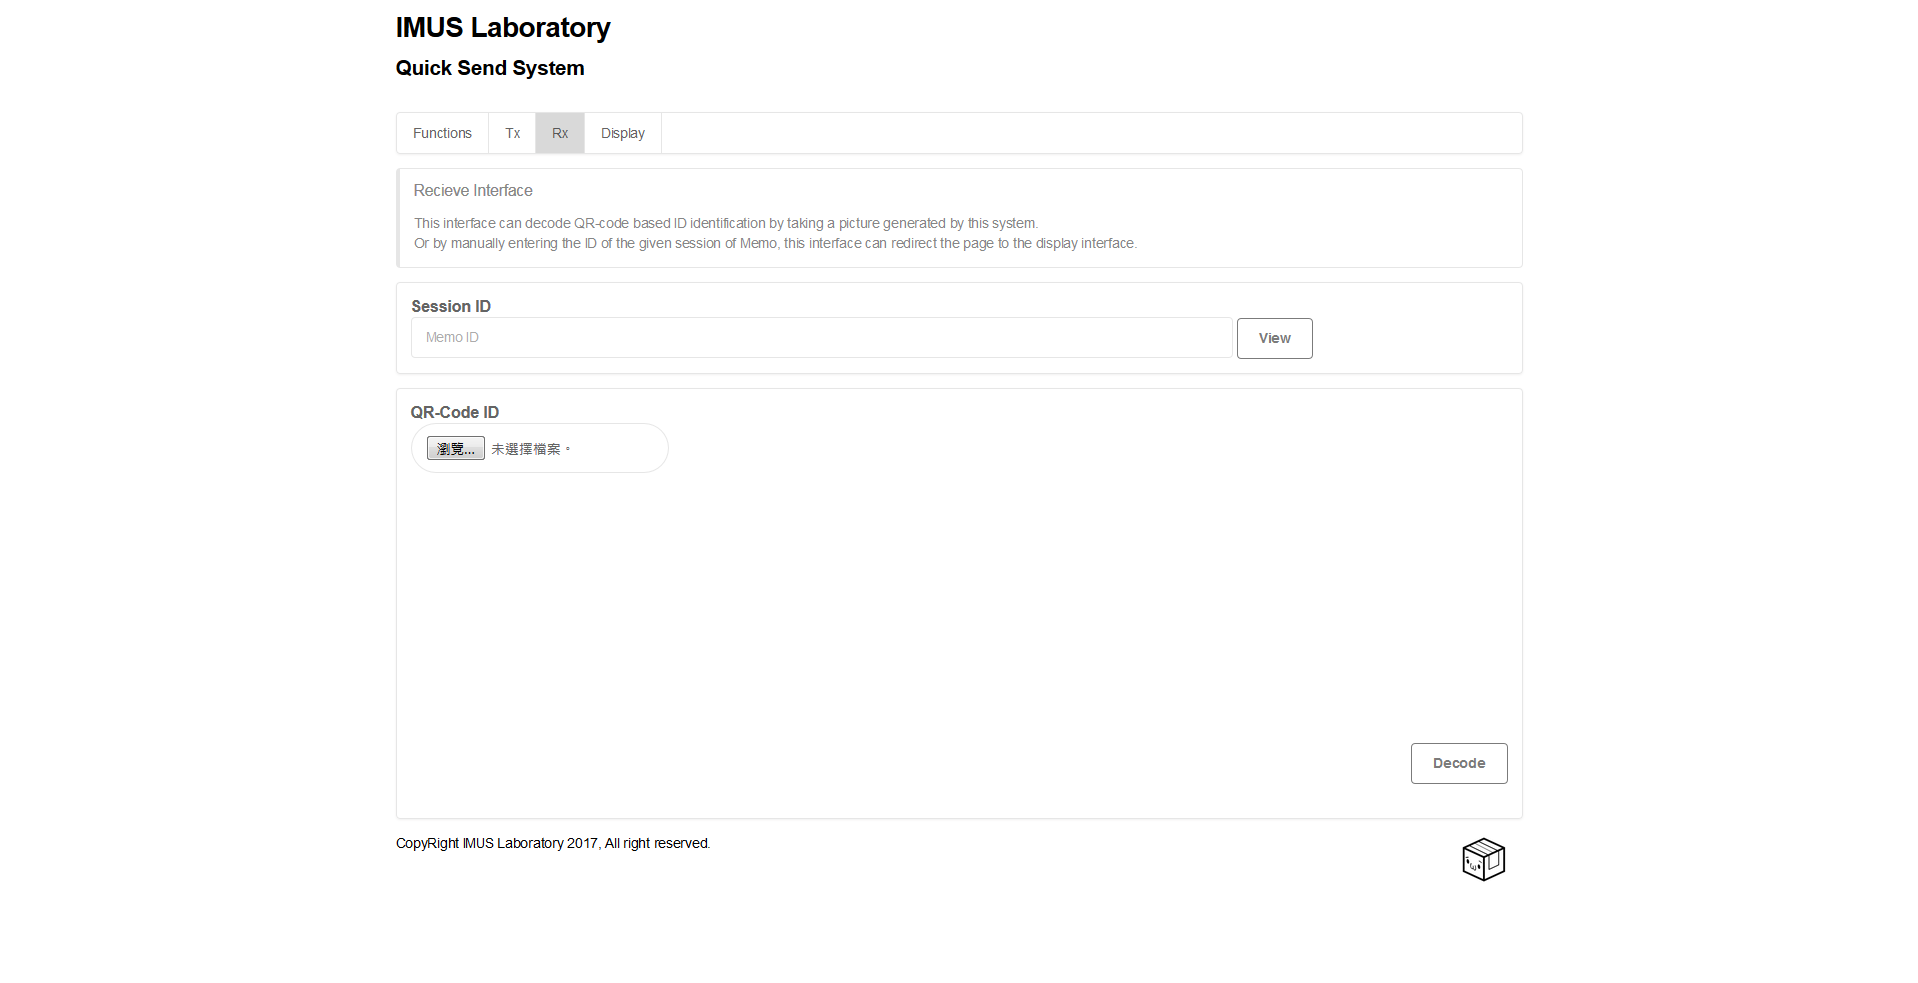 IMUS Laboratory
Quick Send System
Functions Tx Rx Display
Recieve Interface
This interface can decode QR-code based ID identification by taking a picture generated by this system.
Or by manually entering the ID of the given session of Memo, this interface can redirect the page to the display interface.
Session ID
Memo ID View
QR-Code ID
瀏覽... 未選擇檔案。
Decode
CopyRight IMUS Laboratory 2017, All right reserved.